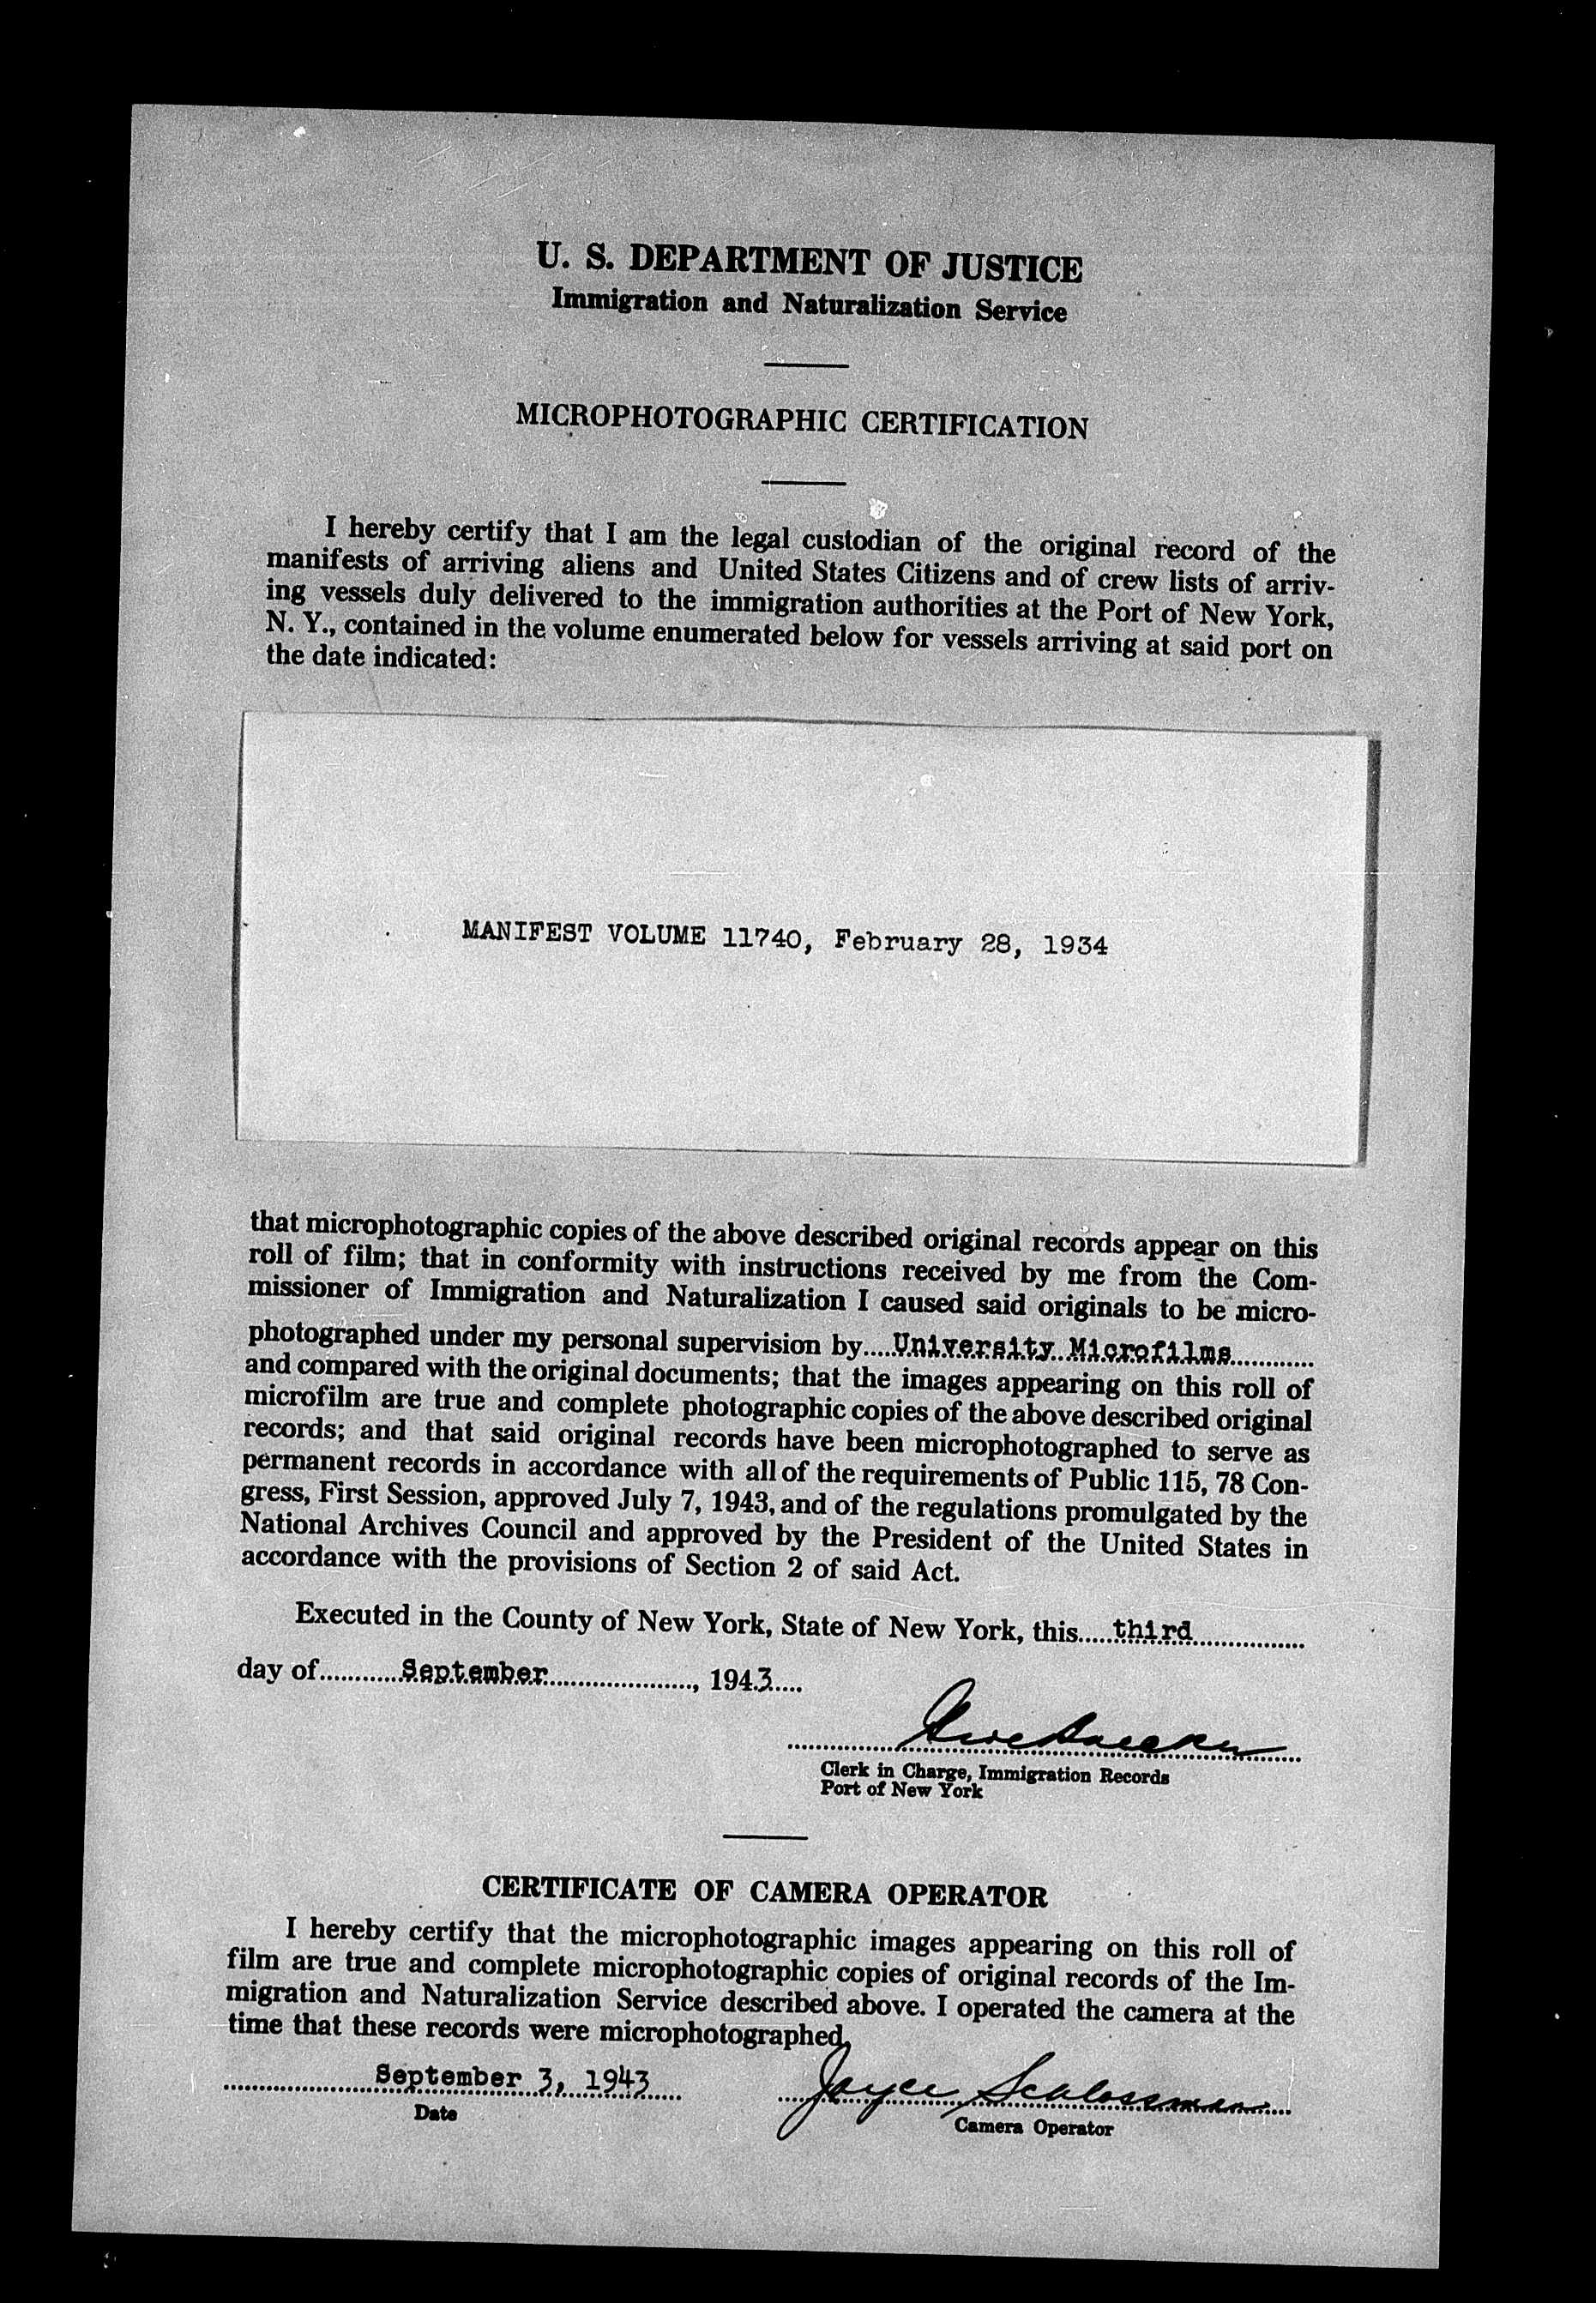 U. S. DEPARTMENT OF JUSTICE
Immigration and Naturalization Service
MICROPHOTOGRAPHIC CERTIFICATION
I hereby certify that I am the legal custodian of the original record of the
manifests of arriving aliens and United States Citizens and of crew lists of arriv-
ing vessels duly delivered to the immigration authorities at the Port of New York,
N. Y., contained in the volume enumerated below for vessels arriving at said port on
the date indicated:
MANIFEST VOLUME 11740, February 28, 1934
that microphotographic copies of the above described original records appear on this
roll of film; that in conformity with instructions received by me from the Com-
missioner of Immigration and Naturalization I caused said originals to be micro-
photographed under my personal supervision by University Microfilms
and compared with the original documents; that the images appearing on this roll of
microfilm are true and complete photographic copies of the above described original
records; and that said original records have been microphotographed to serve as
permanent records in accordance with all of the requirements of Public 115, 78 Con-
gress, First Session, approved July 7, 1943, and of the regulations promulgated by the
National Archives Council and approved by the President of the United States in
accordance with the provisions of Section 2 of said Act.
Executed in the County of New York, State of New York, this third
day of September, 1943
Clerk in Charge, Immigration Records
Port of New York
CERTIFICATE OF CAMERA OPERATOR
I hereby certify that the microphotographic images appearing on this roll of
film are true and complete microphotographic copies of original records of the Im-
migration and Naturalization Service described above. I operated the camera at the
time that these records were microphotographed.
September 3, 1943 Joyce Schlossman
Date
Camera Operator